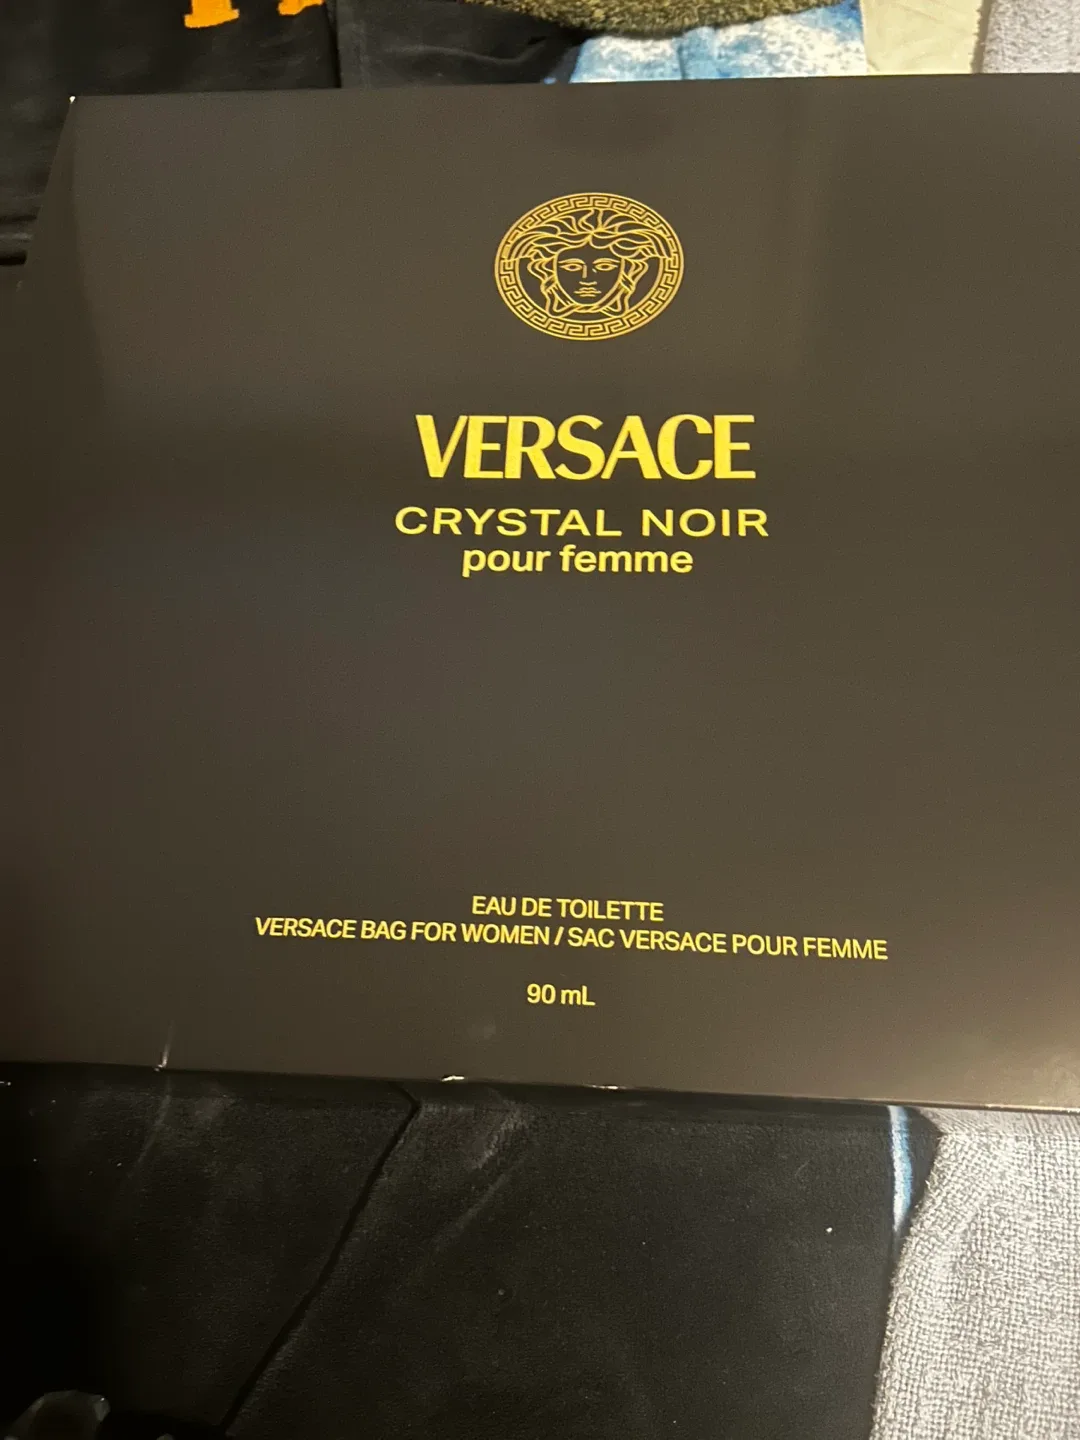 VERSACE
CRYSTAL NOIR
pour femme
EAU DE TOILETTE
VERSACE BAG FOR WOMEN / SAC VERSACE POUR FEMME
90 mL